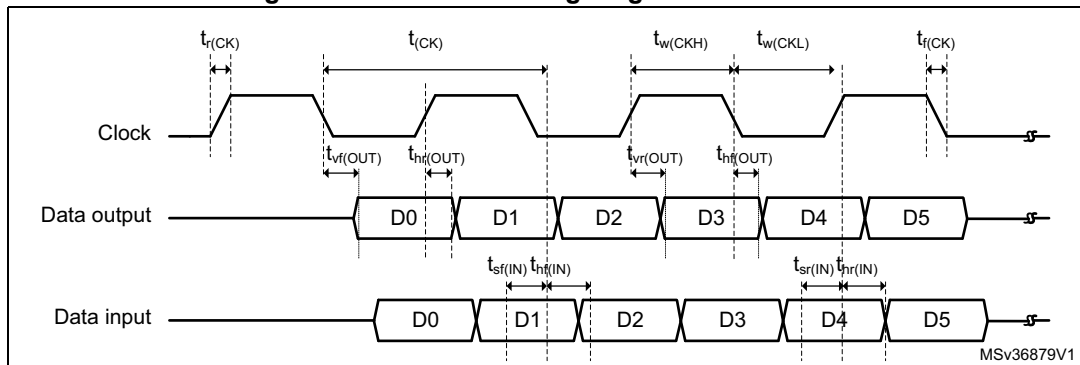 tr(CK) t(CK) tw(CKH) tw(CKL) tf(CK)
Clock
tvf(OUT) thr(OUT) tvr(OUT) thf(OUT)
Data output D0 D1 D2 D3 D4 D5
tsf(IN) thf(IN) tsr(IN) thr(IN)
Data input D0 D1 D2 D3 D4 D5
MSv36879V1